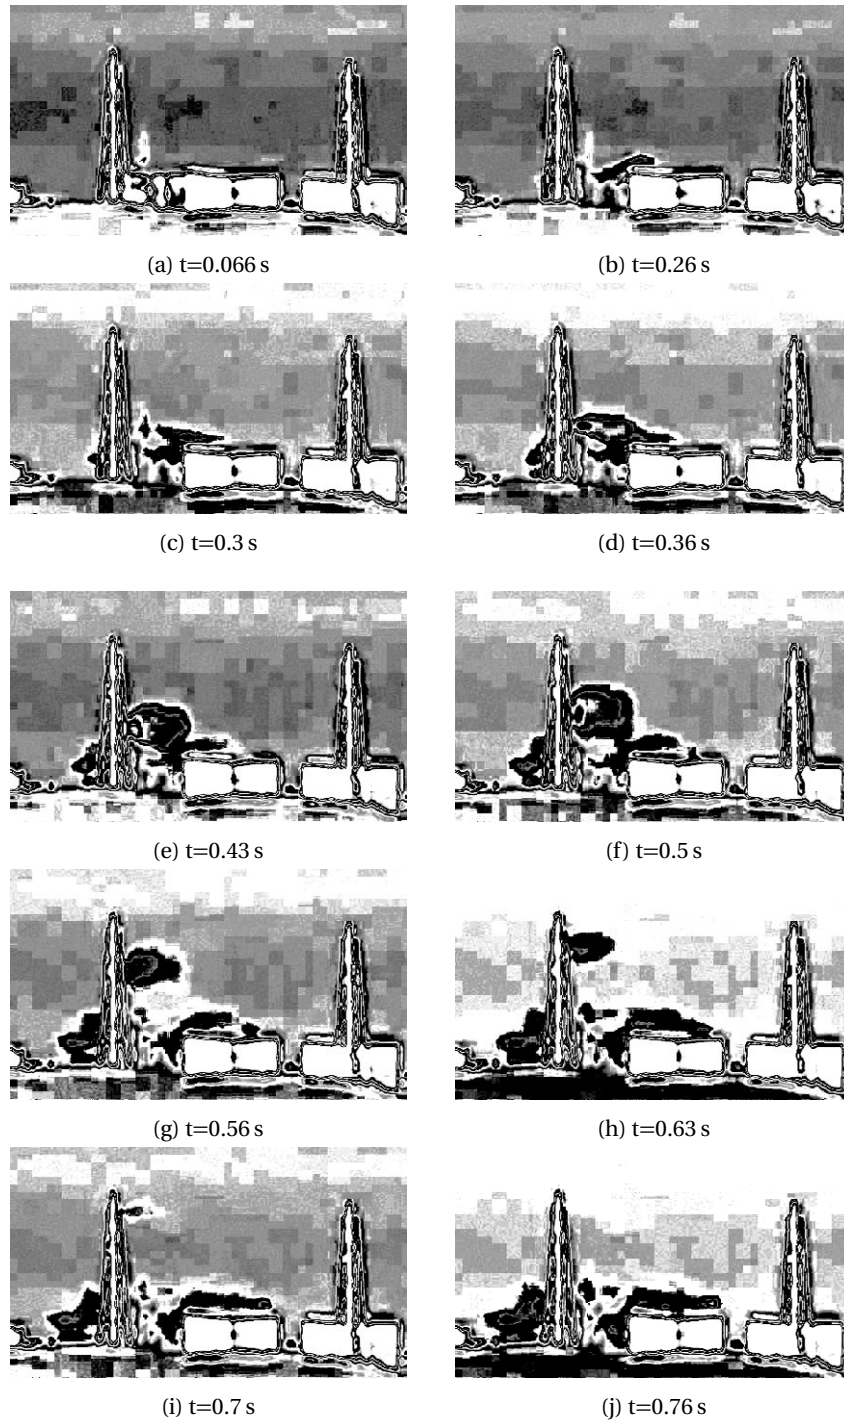 (a) t=0.066 s
(b) t=0.26 s
(c) t=0.3 s
(d) t=0.36 s
(e) t=0.43 s
(f) t=0.5 s
(g) t=0.56 s
(h) t=0.63 s
(i) t=0.7 s
(j) t=0.76 s